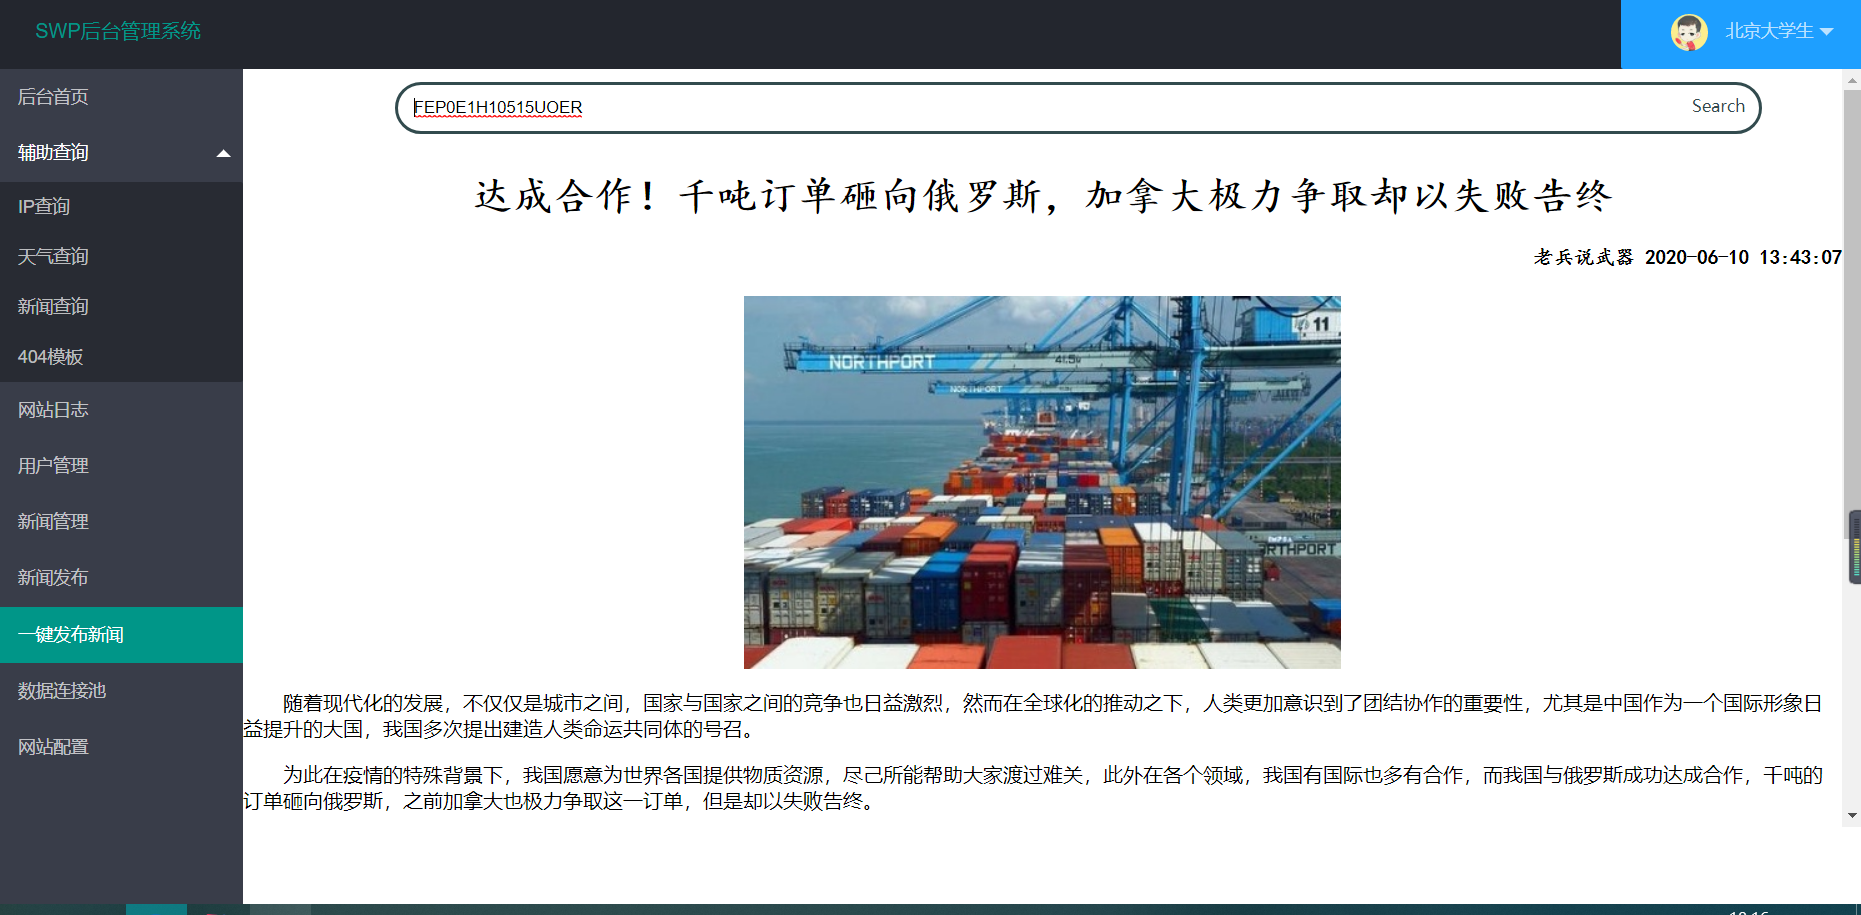 SWP后台管理系统
北京大学生
后台首页
辅助查询
IP查询
天气查询
新闻查询
404模板
网站日志
用户管理
新闻管理
新闻发布
一键发布新闻
数据连接池
网站配置
FEP0E1H10515UOER
Search
达成合作！千吨订单砸向俄罗斯，加拿大极力争取却以失败告终
老兵说武器 2020-06-10 13:43:07
11
NORTHPORT
41.5
NORTHPORT
RTHPORT
随着现代化的发展，不仅仅是城市之间，国家与国家之间的竞争也日益激烈，然而在全球化的推动之下，人类更加意识到了团结协作的重要性，尤其是中国作为一个国际形象日
益提升的大国，我国多次提出建造人类命运共同体的号召。
为此在疫情的特殊背景下，我国愿意为世界各国提供物质资源，尽己所能帮助大家渡过难关，此外在各个领域，我国有国际也多有合作，而我国与俄罗斯成功达成合作，千吨的
订单砸向俄罗斯，之前加拿大也极力争取这一订单，但是却以失败告终。